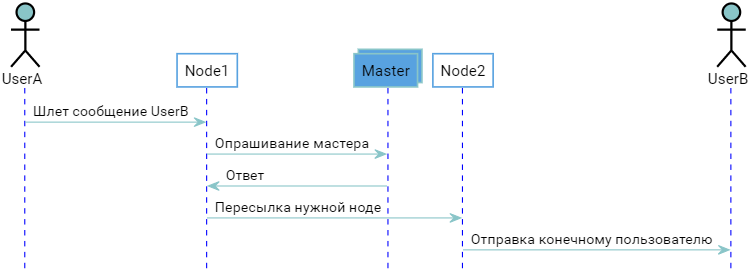 UserA
Node1
Master
Node2
UserB
Шлет сообщение UserB
Опрашивание мастера
Ответ
Пересылка нужной ноде
Отправка конечному пользователю